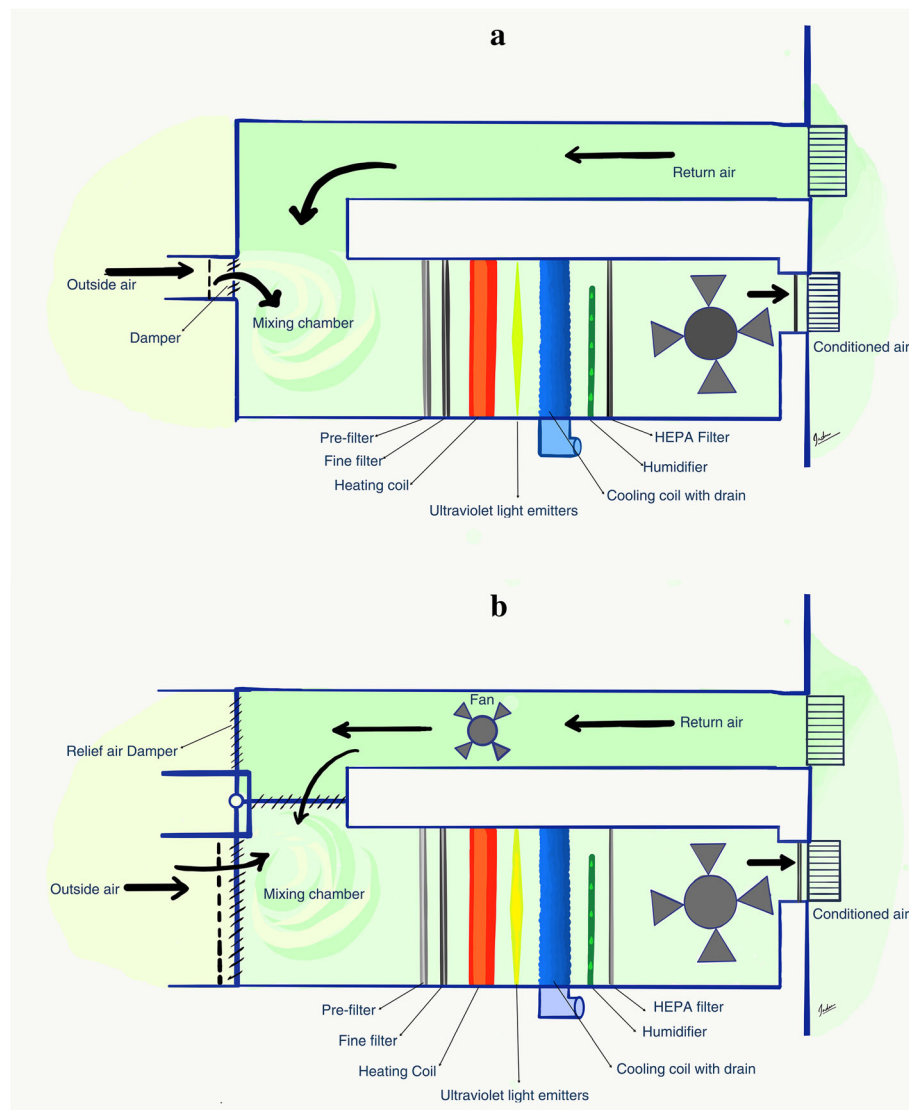 a
Return air
Outside air
Damper
Mixing chamber
Conditioned air
Pre-filter
Fine filter
Heating coil
Ultraviolet light emitters
HEPA Filter
Humidifier
Cooling coil with drain
b
Fan
Return air
Relief air Damper
Outside air
Mixing chamber
Conditioned air
Pre-filter
Fine filter
Heating Coil
Ultraviolet light emitters
HEPA filter
Humidifier
Cooling coil with drain